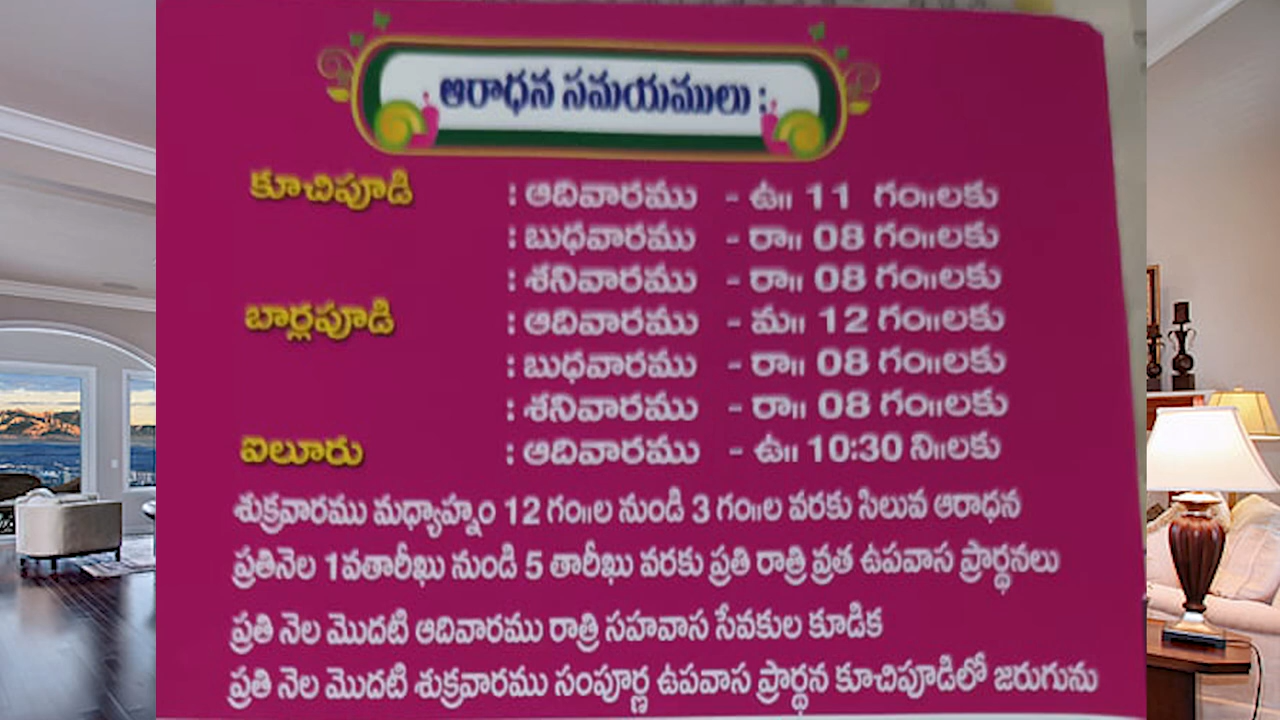 ఆరాధన సమయములు :
కూచిపూడి : ఆదివారము - ఉ॥ 11 గం॥లకు
: బుధవారము - రా॥ 08 గం॥లకు
: శనివారము - రా॥ 08 గం॥లకు
బార్లపూడి : ఆదివారము - మ॥ 12 గం॥లకు
: బుధవారము - రా॥ 08 గం॥లకు
: శనివారము - రా॥ 08 గం॥లకు
ఐలూరు : ఆదివారము - ఉ॥ 10:30 ని॥లకు
శుక్రవారము మధ్యాహ్నం 12 గం॥ల నుండి 3 గం॥ల వరకు సిలువ ఆరాధన
ప్రతినెల 1వతారీఖు నుండి 5 తారీఖు వరకు ప్రతి రాత్రి వ్రత ఉపవాస ప్రార్థనలు
ప్రతి నెల మొదటి ఆదివారము రాత్రి సహవాస సేవకుల కూడిక
ప్రతి నెల మొదటి శుక్రవారము సంపూర్ణ ఉపవాస ప్రార్థన కూచిపూడిలో జరుగును